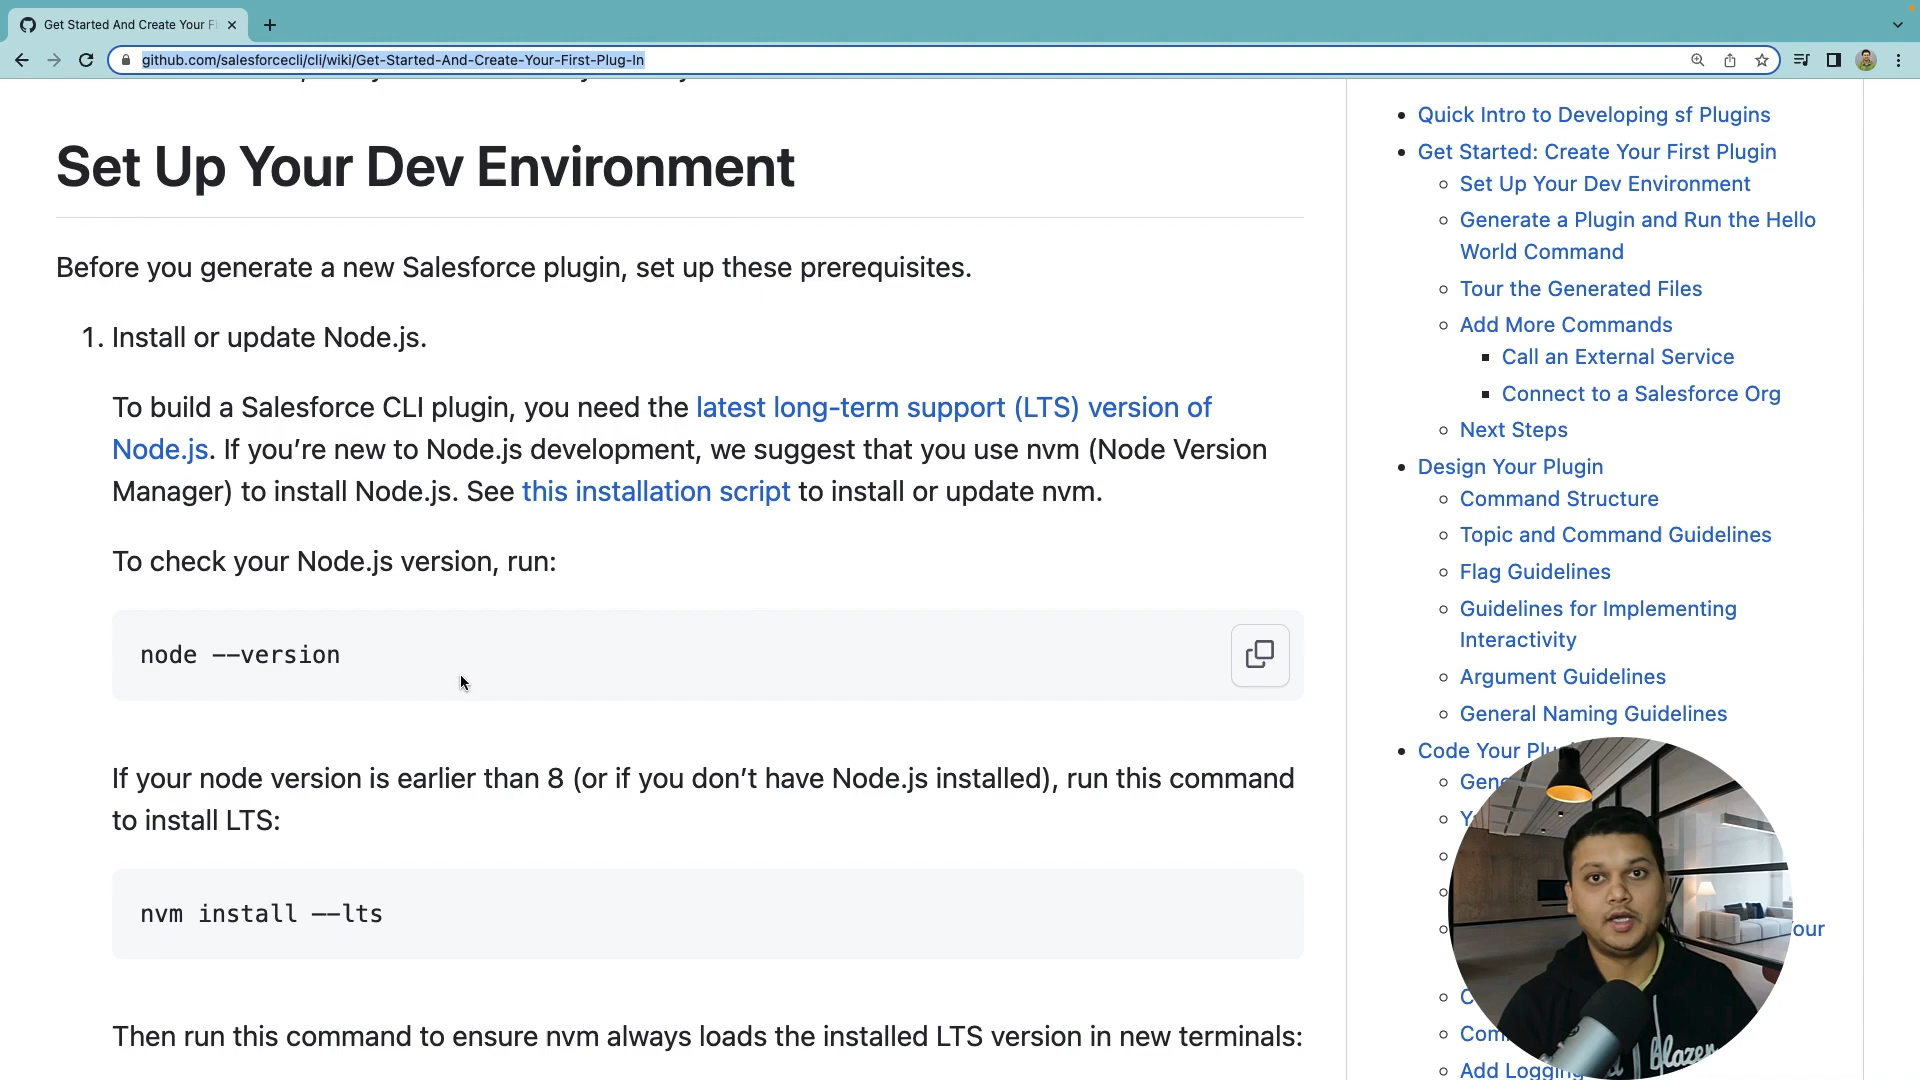 Get Started And Create Your Fi
github.com/salesforcecli/cli/wiki/Get-Started-And-Create-Your-First-Plug-In
Set Up Your Dev Environment
Before you generate a new Salesforce plugin, set up these prerequisites.
1. Install or update Node.js.
To build a Salesforce CLI plugin, you need the latest long-term support (LTS) version of
Node.js. If you’re new to Node.js development, we suggest that you use nvm (Node Version
Manager) to install Node.js. See this installation script to install or update nvm.
To check your Node.js version, run:
node --version
If your node version is earlier than 8 (or if you don’t have Node.js installed), run this command
to install LTS:
nvm install --lts
Then run this command to ensure nvm always loads the installed LTS version in new terminals:
Quick Intro to Developing sf Plugins
Get Started: Create Your First Plugin
Set Up Your Dev Environment
Generate a Plugin and Run the Hello
World Command
Tour the Generated Files
Add More Commands
Call an External Service
Connect to a Salesforce Org
Next Steps
Design Your Plugin
Command Structure
Topic and Command Guidelines
Flag Guidelines
Guidelines for Implementing
Interactivity
Argument Guidelines
General Naming Guidelines
Code Your Plu
Gene
Y
our
C
Com
Add Logging
Blazer